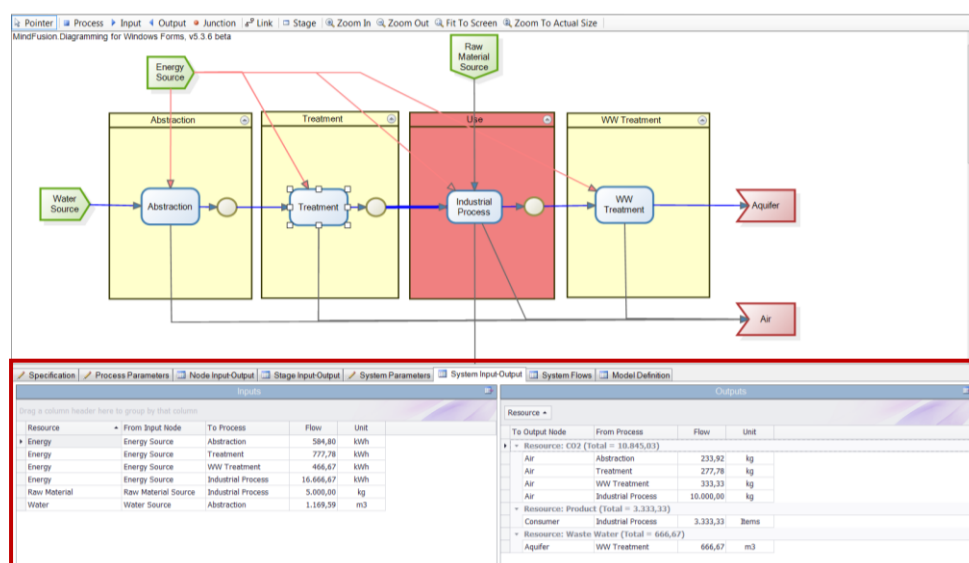 Pointer Process Input Output Junction Link Stage Zoom In Zoom Out Fit To Screen Zoom To Actual Size
MindFusion.Diagramming for Windows Forms, v5.3.6 beta
Energy
Source
Raw
Material
Source
Abstraction Treatment Use WW Treatment
Water
Source
Abstraction
Treatment
Industrial
Process
WW
Treatment
Aquifer
Air
Specification Process Parameters Node Input-Output Stage Input-Output System Parameters System Input-Output System Flows Model Definition
Inputs
Drag a column header here to group by that column
Resource From Input Node To Process Flow Unit
Energy Energy Source Abstraction 584,80 kWh
Energy Energy Source Treatment 777,78 kWh
Energy Energy Source WW Treatment 466,67 kWh
Energy Energy Source Industrial Process 16.666,67 kWh
Raw Material Raw Material Source Industrial Process 5.000,00 kg
Water Water Source Abstraction 1.169,59 m3
Outputs
Resource
To Output Node From Process Flow Unit
Resource: CO2 (Total = 10.845,03)
Air Abstraction 233,92 kg
Air Treatment 277,78 kg
Air WW Treatment 333,33 kg
Air Industrial Process 10.000,00 kg
Resource: Product (Total = 3.333,33)
Consumer Industrial Process 3.333,33 Items
Resource: Waste Water (Total = 666,67)
Aquifer WW Treatment 666,67 m3